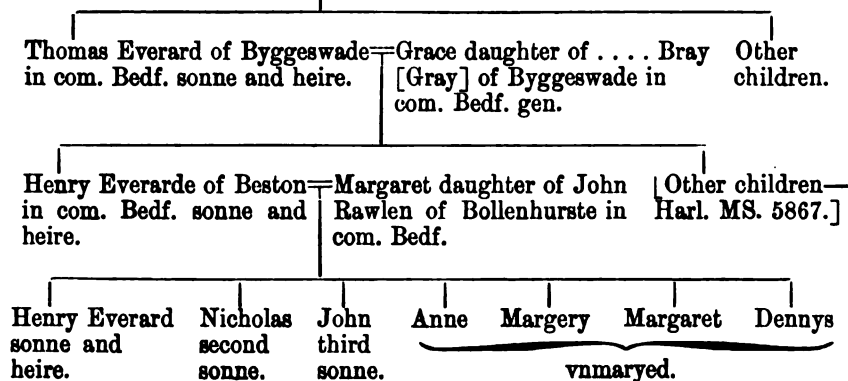 Thomas Everard of Byggeswade
in com. Bedf. sonne and heire.
Grace daughter of . . . . Bray
[Gray] of Byggeswade in
com. Bedf. gen.
Other
children.
Henry Everarde of Beston
in com. Bedf. sonne and
heire.
Margaret daughter of John
Rawlen of Bollenhurste in
com. Bedf.
[Other children—
Harl. MS. 5867.]
Henry Everard
sonne and
heire.
Nicholas
second
sonne.
John
third
sonne.
Anne
Margery
Margaret
Dennys
vnmaryed.